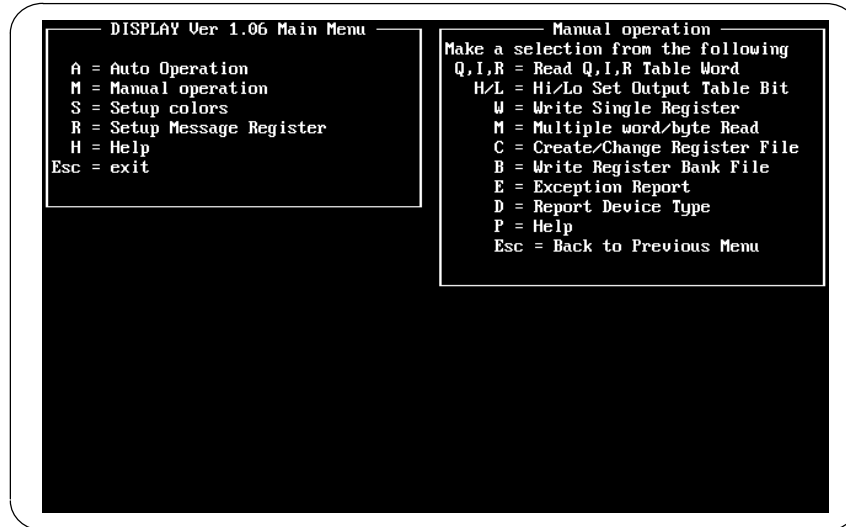 DISPLAY Ver 1.06 Main Menu
A = Auto Operation
M = Manual operation
S = Setup colors
R = Setup Message Register
H = Help
Esc = exit
Manual operation
Make a selection from the following
Q,I,R = Read Q,I,R Table Word
H/L = Hi/Lo Set Output Table Bit
W = Write Single Register
M = Multiple word/byte Read
C = Create/Change Register File
B = Write Register Bank File
E = Exception Report
D = Report Device Type
P = Help
Esc = Back to Previous Menu